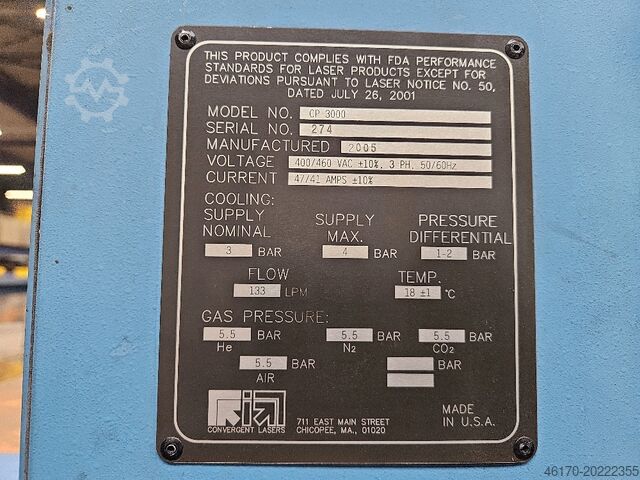 THIS PRODUCT COMPLIES WITH FDA PERFORMANCE
STANDARDS FOR LASER PRODUCTS EXCEPT FOR
DEVIATIONS PURSUANT TO LASER NOTICE NO. 50,
DATED JULY 26, 2001
MODEL NO. CP 3000
SERIAL NO. 274
MANUFACTURED 2005
VOLTAGE 400/460 VAC ±10%, 3 PH, 50/60Hz
CURRENT 47/41 AMPS ±10%
COOLING:
SUPPLY NOMINAL 3 BAR
SUPPLY MAX. 4 BAR
PRESSURE DIFFERENTIAL 1-2 BAR
FLOW 133 LPM
TEMP. 18 ±1 °C
GAS PRESSURE:
5.5 BAR He
5.5 BAR N2
5.5 BAR CO2
5.5 BAR AIR
BAR
CONVERGENT LASERS
711 EAST MAIN STREET
CHICOPEE, MA., 01020
MADE
IN U.S.A.
46170-20222355